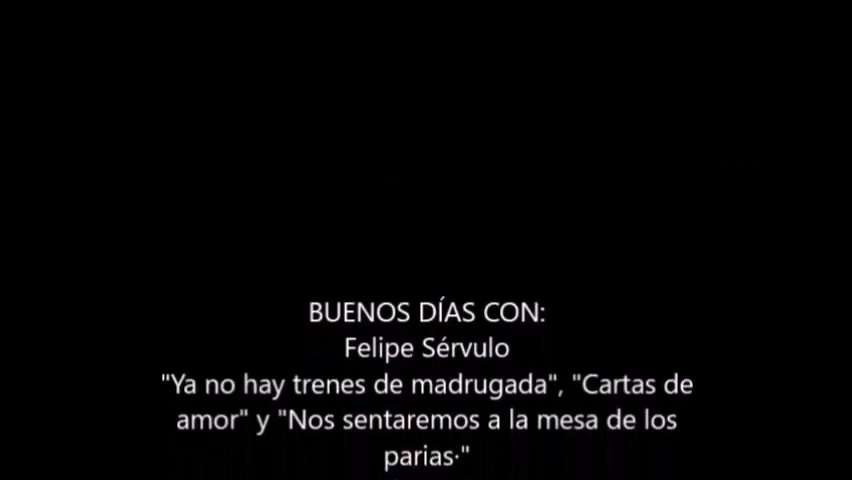 BUENOS DÍAS CON:
Felipe Sérvulo
"Ya no hay trenes de madrugada", "Cartas de
amor" y "Nos sentaremos a la mesa de los
parias·"